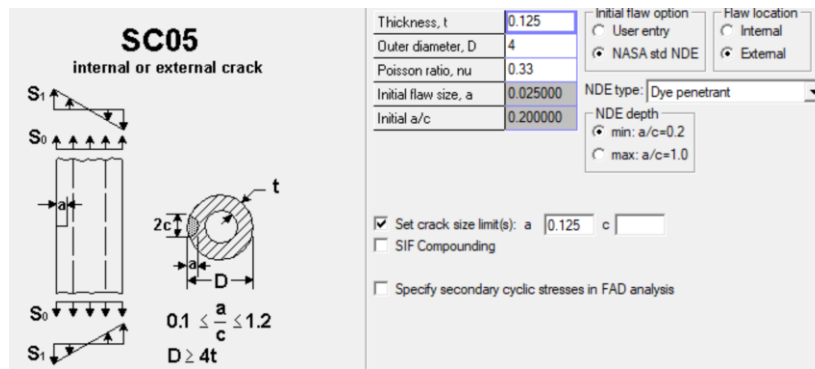 SC05
internal or external crack
S1
S0
a
2c
t
a
D
S0
S1
0.1 ≤ a/c ≤ 1.2
D ≥ 4t
Thickness, t 0.125
Outer diameter, D 4
Poisson ratio, nu 0.33
Initial flaw size, a 0.025000
Initial a/c 0.200000
Initial flaw option
User entry
NASA std NDE
Flaw location
Internal
External
NDE type: Dye penetrant
NDE depth
min: a/c=0.2
max: a/c=1.0
Set crack size limit(s): a 0.125 c
SIF Compounding
Specify secondary cyclic stresses in FAD analysis